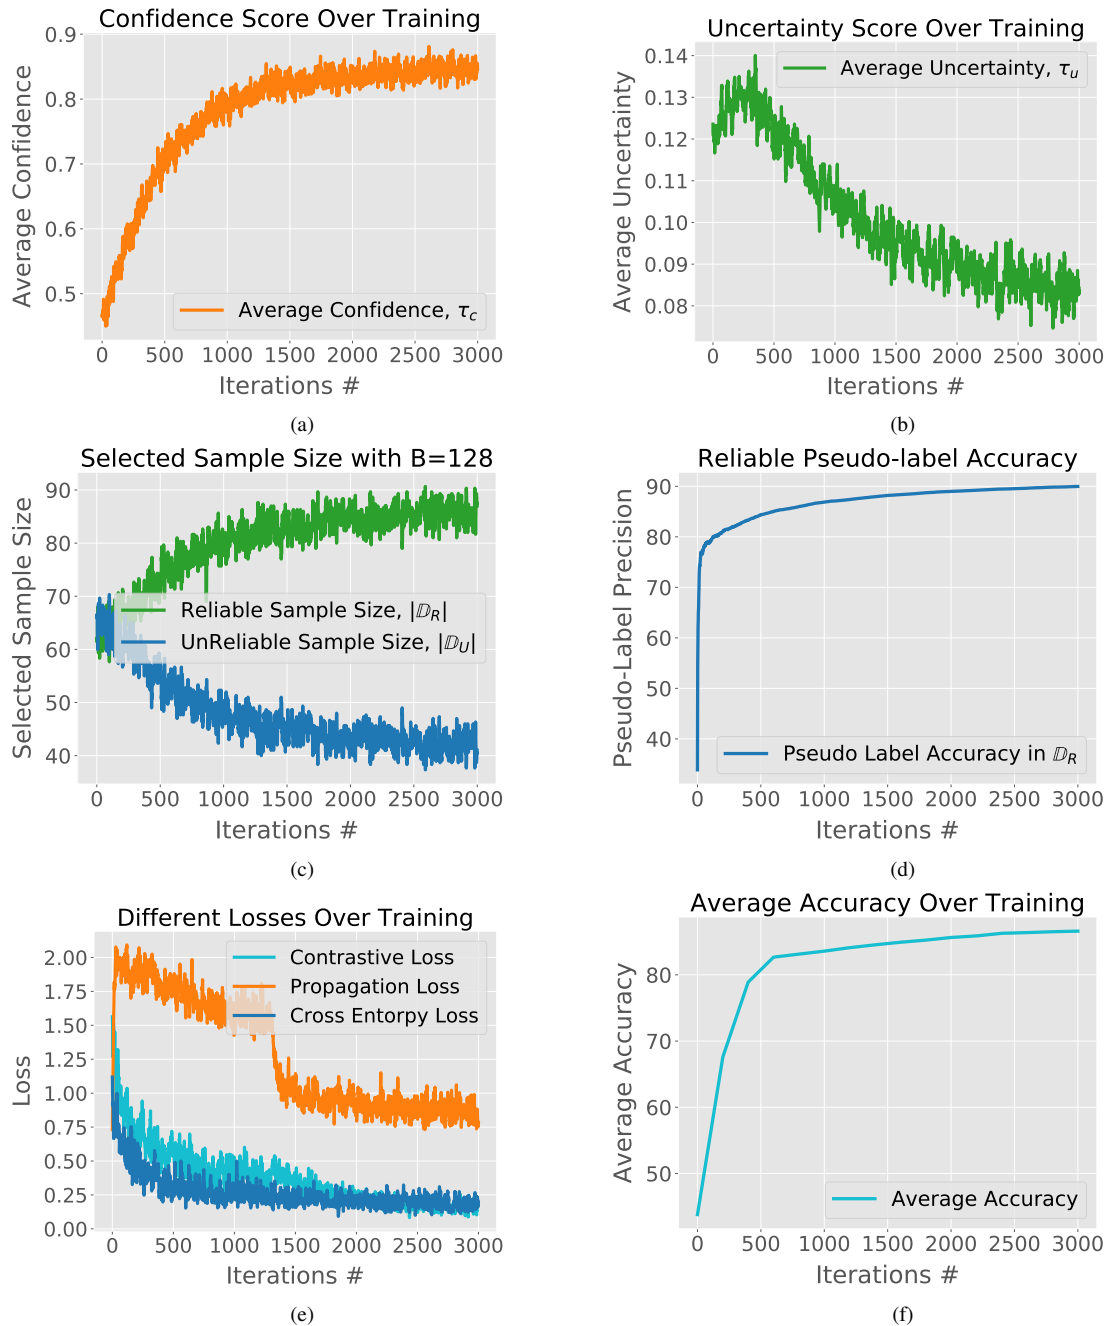 Confidence Score Over Training
Average Confidence
0.9
0.8
0.7
0.6
0.5
Average Confidence, τc
0 500 1000 1500 2000 2500 3000
Iterations #
(a)
Uncertainty Score Over Training
Average Uncertainty
0.14
0.13
0.12
0.11
0.10
0.09
0.08
Average Uncertainty, τu
0 500 1000 1500 2000 2500 3000
Iterations #
(b)
Selected Sample Size with B=128
Selected Sample Size
90
80
70
60
50
40
Reliable Sample Size, |𝔻R|
UnReliable Sample Size, |𝔻U|
0 500 1000 1500 2000 2500 3000
Iterations #
(c)
Reliable Pseudo-label Accuracy
Pseudo-Label Precision
90
80
70
60
50
40
Pseudo Label Accuracy in 𝔻R
0 500 1000 1500 2000 2500 3000
Iterations #
(d)
Different Losses Over Training
Loss
2.00
1.75
1.50
1.25
1.00
0.75
0.50
0.25
0.00
Contrastive Loss
Propagation Loss
Cross Entorpy Loss
0 500 1000 1500 2000 2500 3000
Iterations #
(e)
Average Accuracy Over Training
Average Accuracy
80
70
60
50
Average Accuracy
0 500 1000 1500 2000 2500 3000
Iterations #
(f)